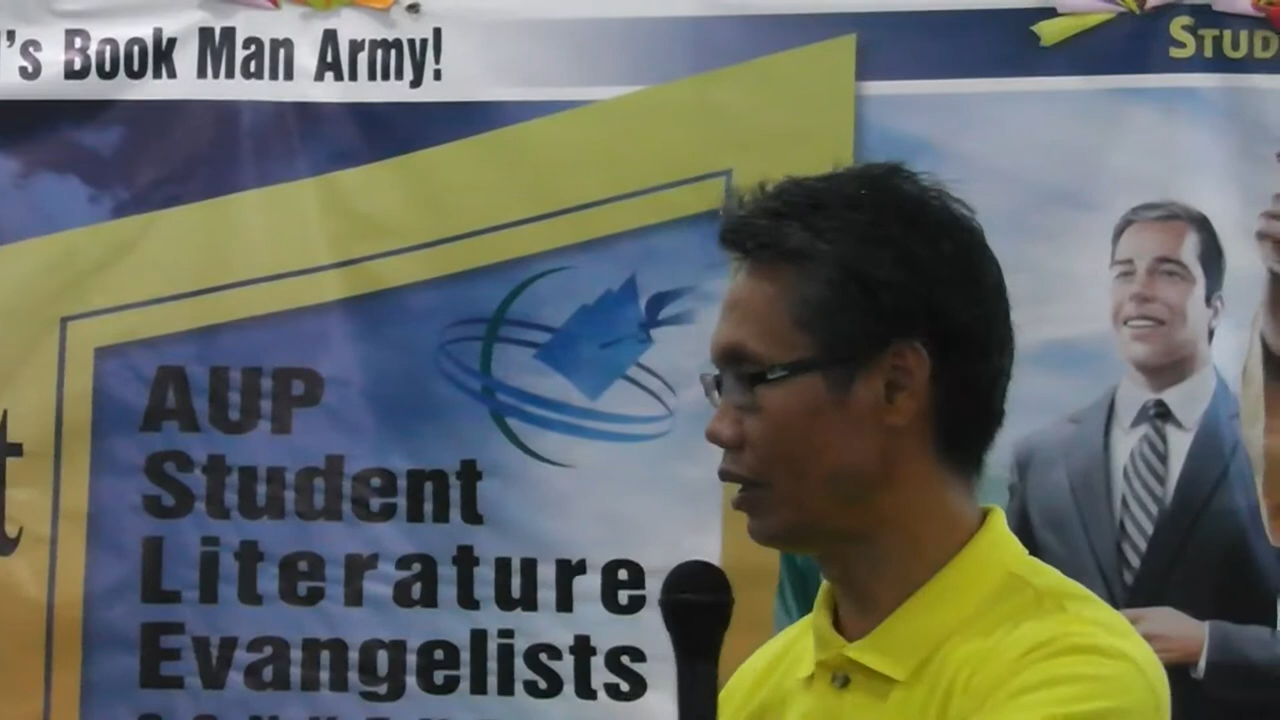 's Book Man Army!
STUD
t
AUP
Student
Literature
Evangelists